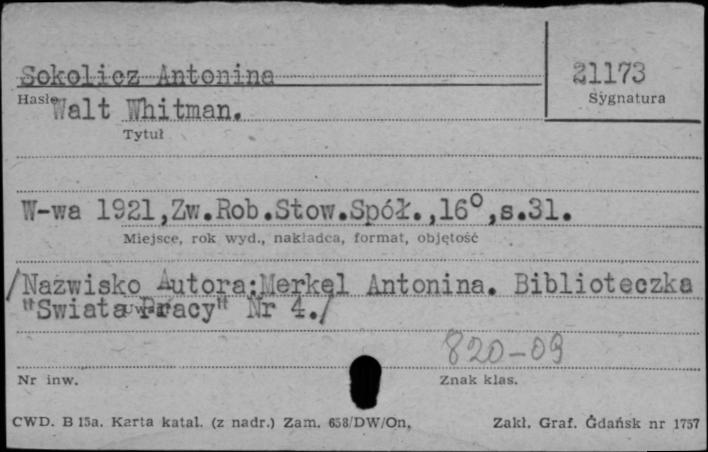 Sokolicz Antonina
21173
Hasło
Sygnatura
Walt Whitman.
Tytuł
W-wa 1921,Zw.Rob.Stow.Spół.,16°,s.31.
Miejsce, rok wyd., nakładca, format, objętość
/Nazwisko Autora:Merkel Antonina. Biblioteczka
"Swiata Pracy" Nr 4./
820-09
Nr inw.
Znak klas.
CWD. B 15a. Karta katal. (z nadr.) Zam. 658/DW/On,
Zakł. Graf. Gdańsk nr 1757